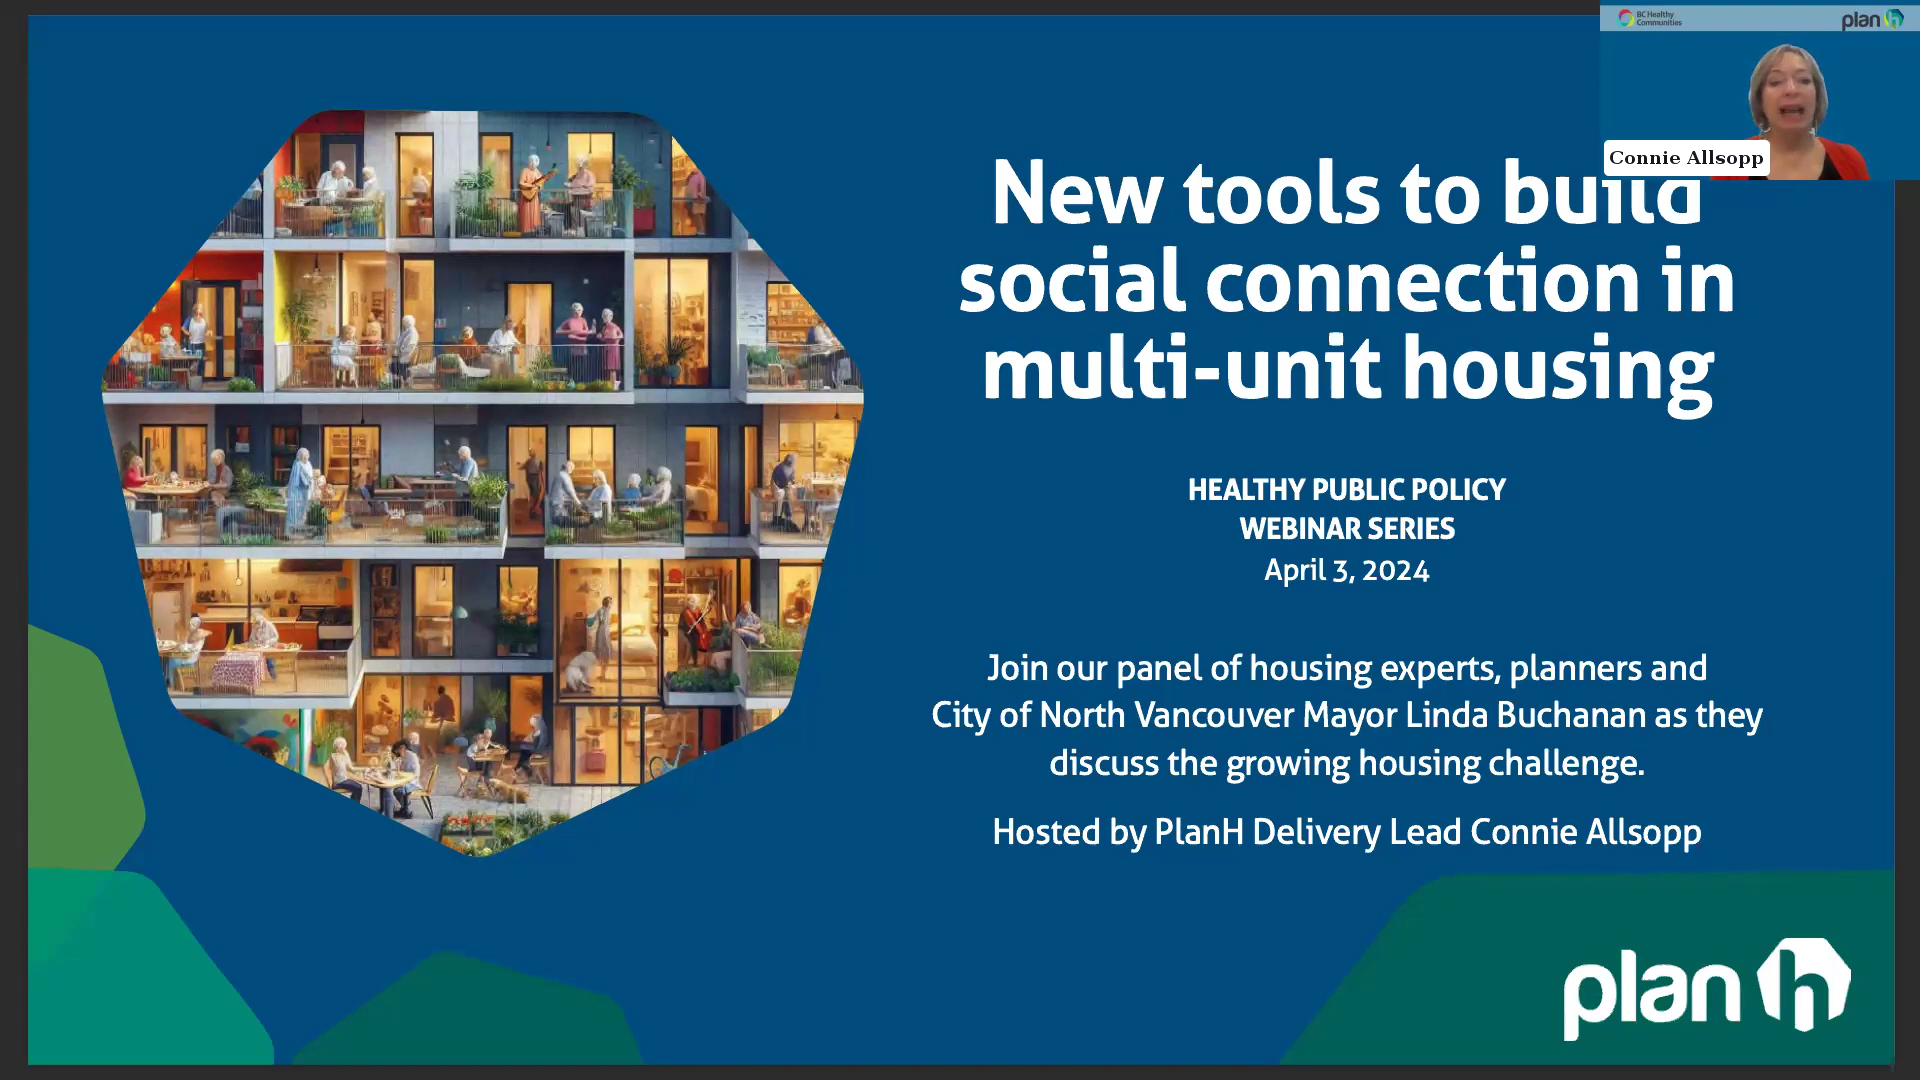 BC Healthy
Communities
plan h
Connie Allsopp
New tools to build
social connection in
multi-unit housing
HEALTHY PUBLIC POLICY
WEBINAR SERIES
April 3, 2024
Join our panel of housing experts, planners and
City of North Vancouver Mayor Linda Buchanan as they
discuss the growing housing challenge.
Hosted by PlanH Delivery Lead Connie Allsopp
plan h